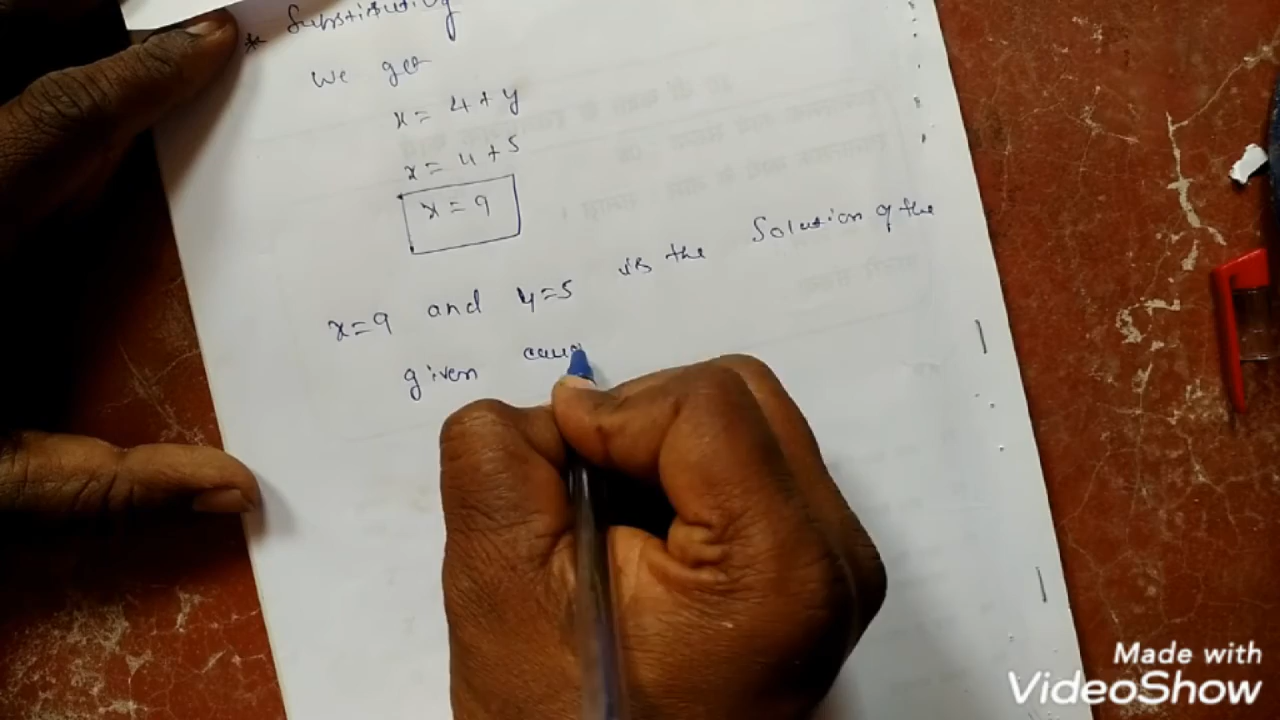 * Substituting
We get
x = 4 + y
x = 4 + 5
x = 9
x = 9 and y = 5 is the Solution of the
given
Made with
VideoShow